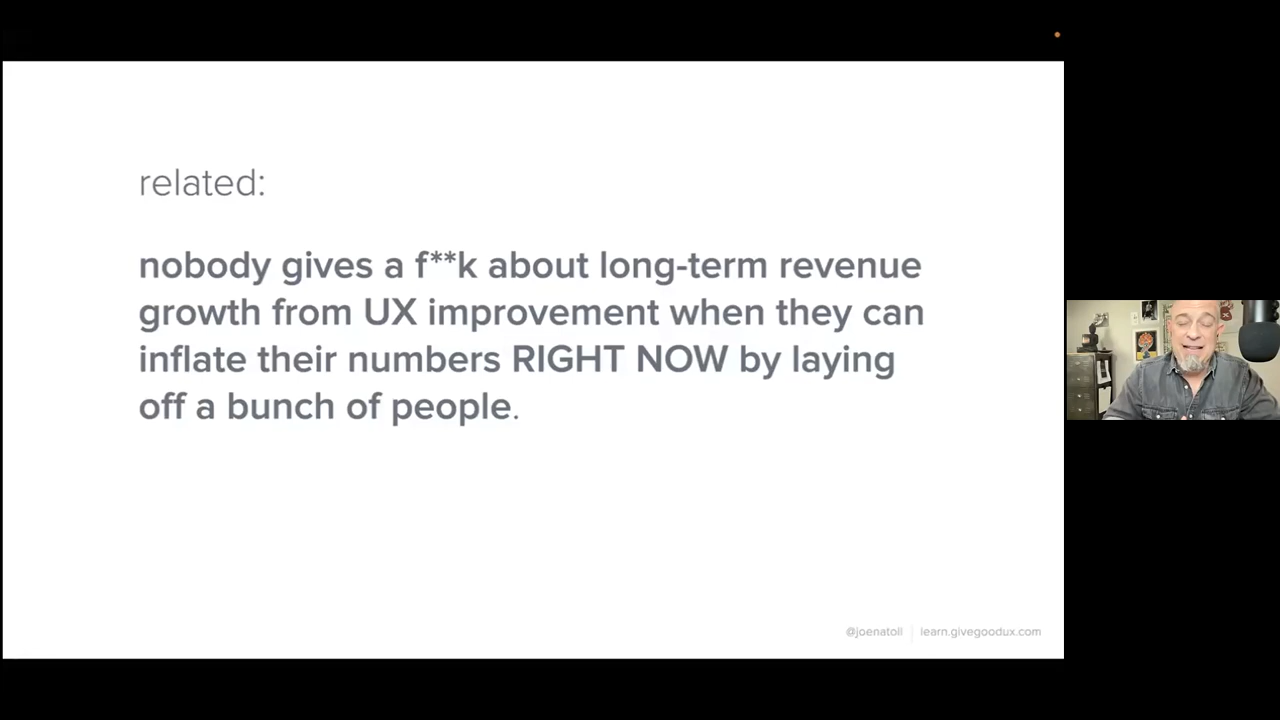 related:
nobody gives a f**k about long-term revenue
growth from UX improvement when they can
inflate their numbers RIGHT NOW by laying
off a bunch of people.
@joenatoli
learn.givegoodux.com